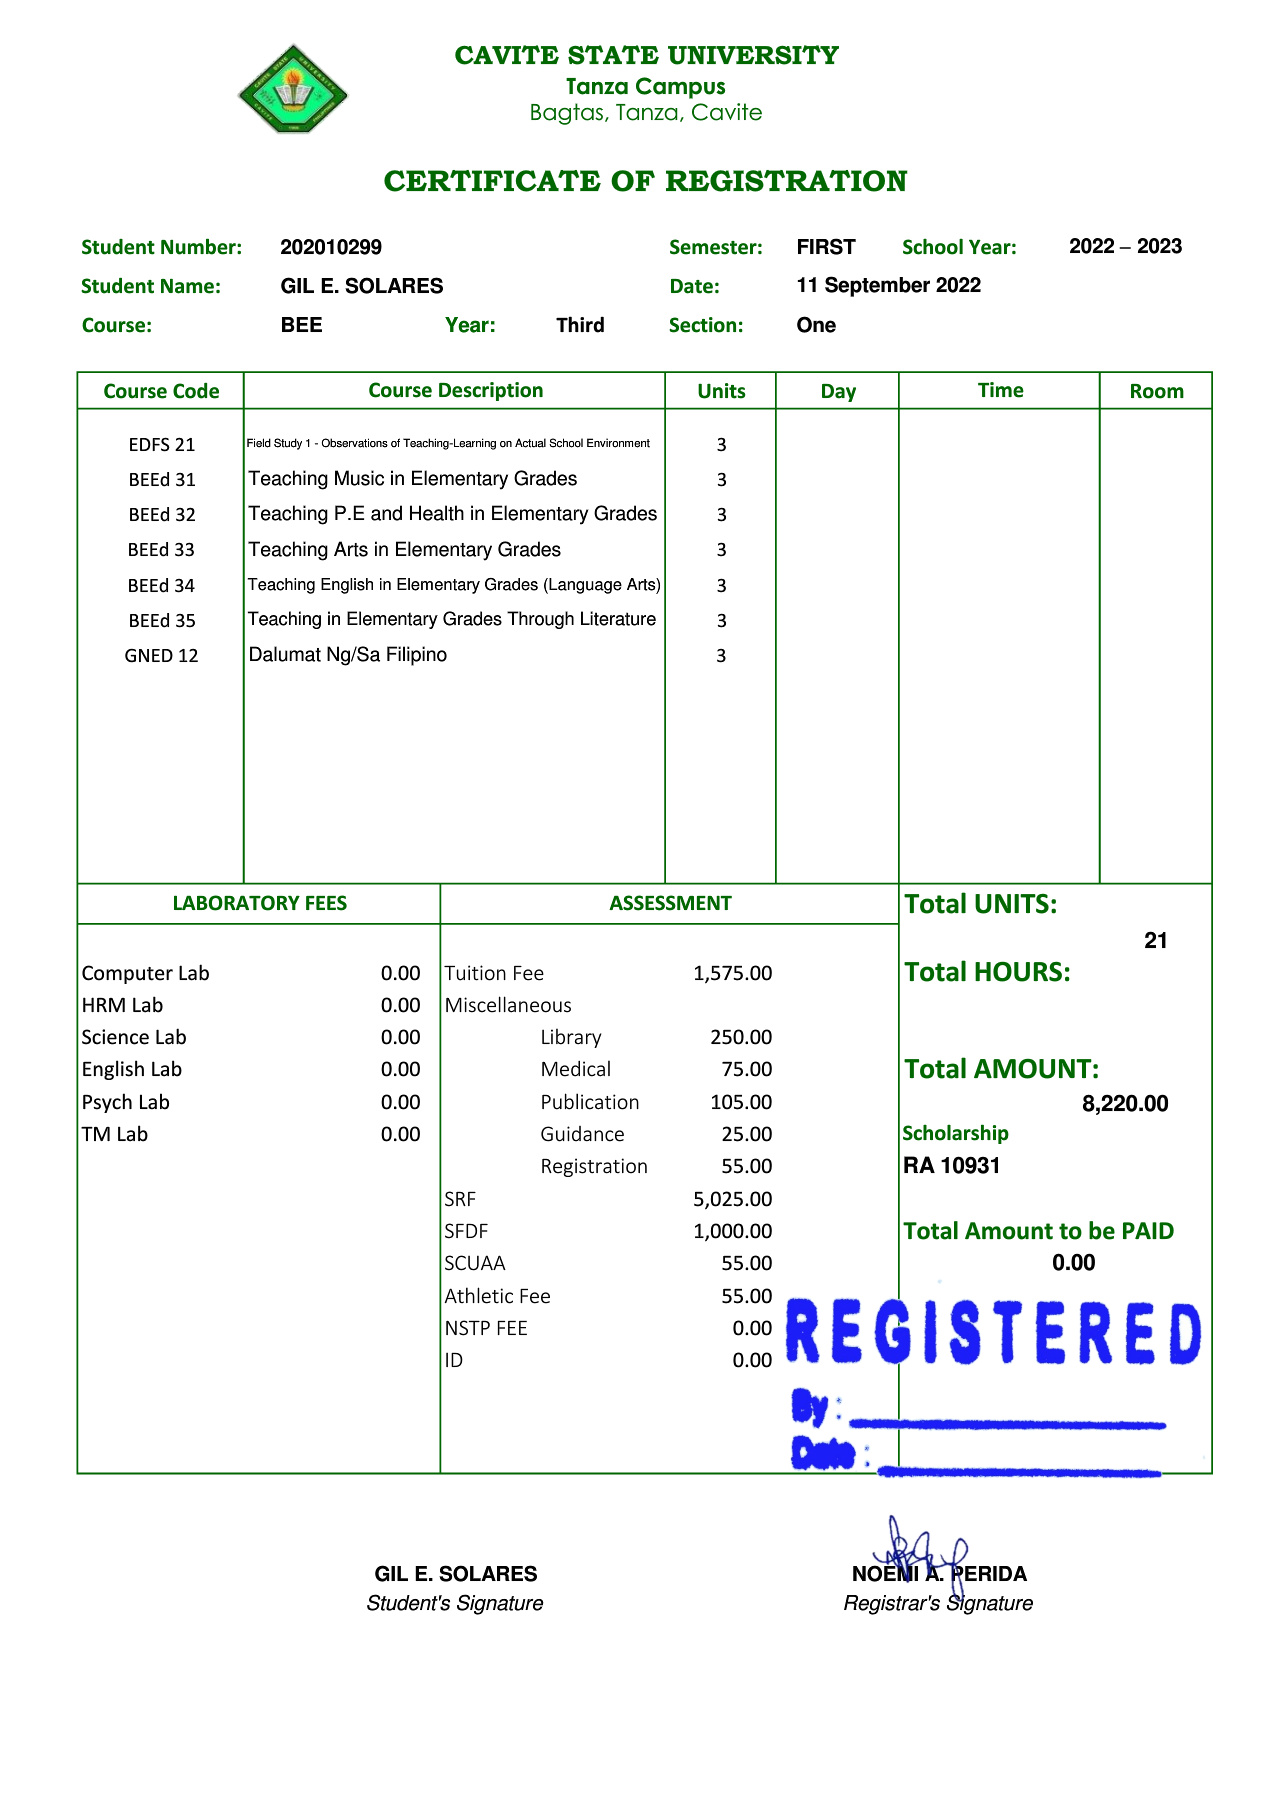 CAVITE STATE UNIVERSITY
Tanza Campus
Bagtas, Tanza, Cavite
CERTIFICATE OF REGISTRATION
Student Number: 202010299 Semester: FIRST School Year: 2022 – 2023
Student Name: GIL E. SOLARES Date: 11 September 2022
Course: BEE Year: Third Section: One
Course Code Course Description Units Day Time Room
EDFS 21 Field Study 1 - Observations of Teaching-Learning on Actual School Environment 3
BEEd 31 Teaching Music in Elementary Grades 3
BEEd 32 Teaching P.E and Health in Elementary Grades 3
BEEd 33 Teaching Arts in Elementary Grades 3
BEEd 34 Teaching English in Elementary Grades (Language Arts) 3
BEEd 35 Teaching in Elementary Grades Through Literature 3
GNED 12 Dalumat Ng/Sa Filipino 3
LABORATORY FEES
Computer Lab 0.00
HRM Lab 0.00
Science Lab 0.00
English Lab 0.00
Psych Lab 0.00
TM Lab 0.00
ASSESSMENT
Tuition Fee 1,575.00
Miscellaneous
Library 250.00
Medical 75.00
Publication 105.00
Guidance 25.00
Registration 55.00
SRF 5,025.00
SFDF 1,000.00
SCUAA 55.00
Athletic Fee 55.00
NSTP FEE 0.00
ID 0.00
Total UNITS:
21
Total HOURS:
Total AMOUNT:
8,220.00
Scholarship
RA 10931
Total Amount to be PAID
0.00
REGISTERED
By :
Date :
GIL E. SOLARES
Student's Signature
NOEMI A. PERIDA
Registrar's Signature